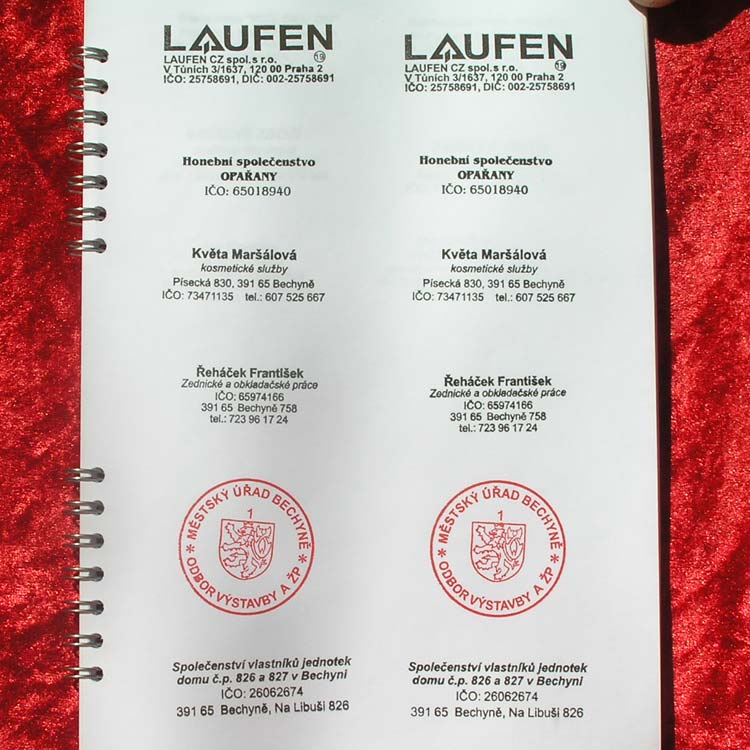 LAUFEN
19
LAUFEN CZ spol.s r.o.
V Tůních 3/1637, 120 00 Praha 2
IČO: 25758691, DIČ: 002-25758691
Honební společenstvo
OPAŘANY
IČO: 65018940
Květa Maršálová
kosmetické služby
Písecká 830, 391 65 Bechyně
IČO: 73471135 tel.: 607 525 667
Řeháček František
Zednické a obkladačské práce
IČO: 65974166
391 65 Bechyně 758
tel.: 723 96 17 24
* MĚSTSKÝ ÚŘAD BECHYNĚ *
1
ODBOR VÝSTAVBY A ŽP
Společenství vlastníků jednotek
domu č.p. 826 a 827 v Bechyni
IČO: 26062674
391 65 Bechyně, Na Libuši 826
LAUFEN
19
LAUFEN CZ spol.s r.o.
V Tůních 3/1637, 120 00 Praha 2
IČO: 25758691, DIČ: 002-25758691
Honební společenstvo
OPAŘANY
IČO: 65018940
Květa Maršálová
kosmetické služby
Písecká 830, 391 65 Bechyně
IČO: 73471135 tel.: 607 525 667
Řeháček František
Zednické a obkladačské práce
IČO: 65974166
391 65 Bechyně 758
tel.: 723 96 17 24
* MĚSTSKÝ ÚŘAD BECHYNĚ *
1
ODBOR VÝSTAVBY A ŽP
Společenství vlastníků jednotek
domu č.p. 826 a 827 v Bechyni
IČO: 26062674
391 65 Bechyně, Na Libuši 826